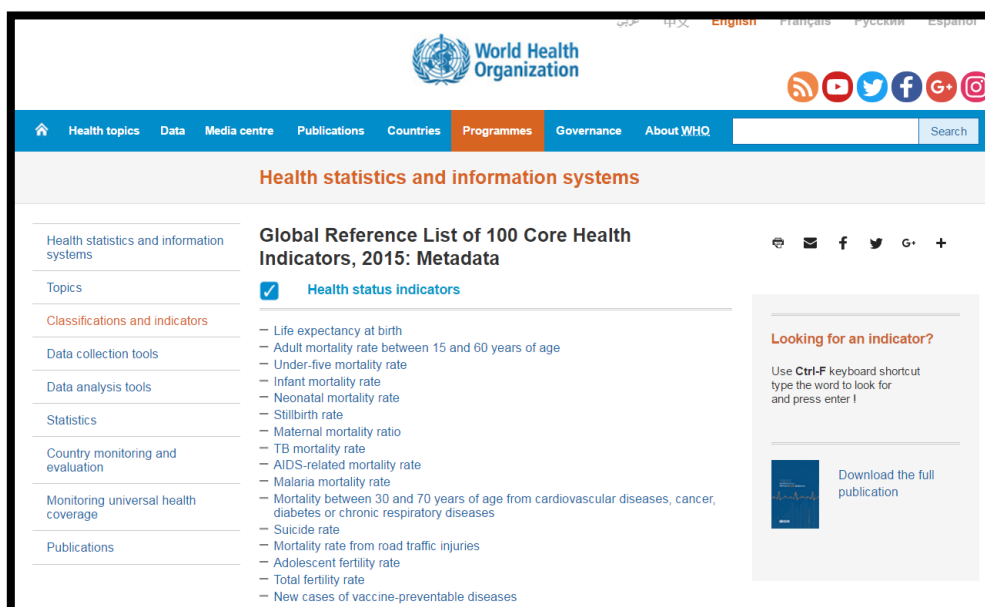 عربي 中文 English Français Русский Español
World Health
Organization
Health topics Data Media centre Publications Countries Programmes Governance About WHO Search
Health statistics and information systems
Health statistics and information
systems
Topics
Classifications and indicators
Data collection tools
Data analysis tools
Statistics
Country monitoring and
evaluation
Monitoring universal health
coverage
Publications
Global Reference List of 100 Core Health
Indicators, 2015: Metadata
Health status indicators
– Life expectancy at birth
– Adult mortality rate between 15 and 60 years of age
– Under-five mortality rate
– Infant mortality rate
– Neonatal mortality rate
– Stillbirth rate
– Maternal mortality ratio
– TB mortality rate
– AIDS-related mortality rate
– Malaria mortality rate
– Mortality between 30 and 70 years of age from cardiovascular diseases, cancer,
diabetes or chronic respiratory diseases
– Suicide rate
– Mortality rate from road traffic injuries
– Adolescent fertility rate
– Total fertility rate
– New cases of vaccine-preventable diseases
Looking for an indicator?
Use Ctrl-F keyboard shortcut
type the word to look for
and press enter !
Download the full
publication